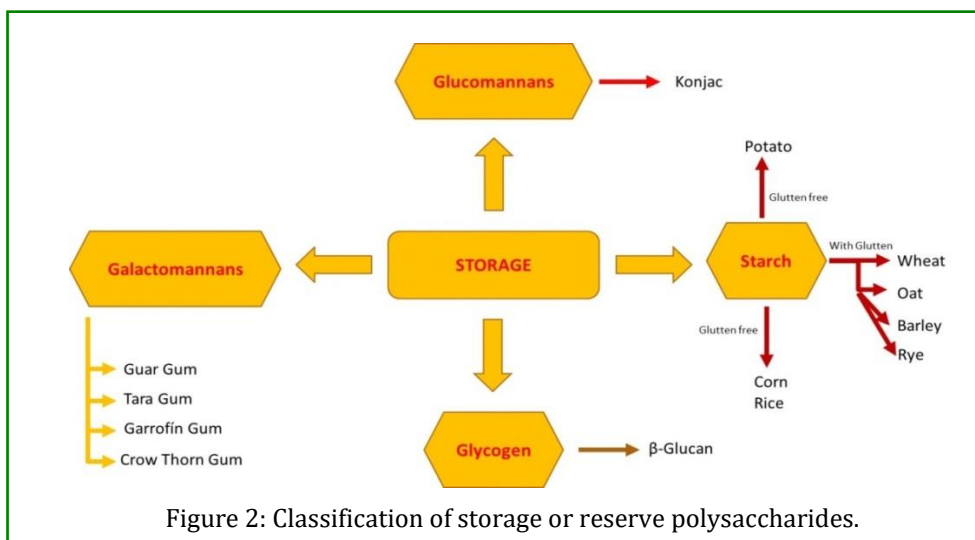 Glucomannans
Konjac
Potato
Glutten free
Galactomannans
STORAGE
Starch
With Glutten
Wheat
Oat
Barley
Rye
Glutten free
Corn
Rice
Guar Gum
Tara Gum
Garrofín Gum
Crow Thorn Gum
Glycogen
β-Glucan
Figure 2: Classification of storage or reserve polysaccharides.